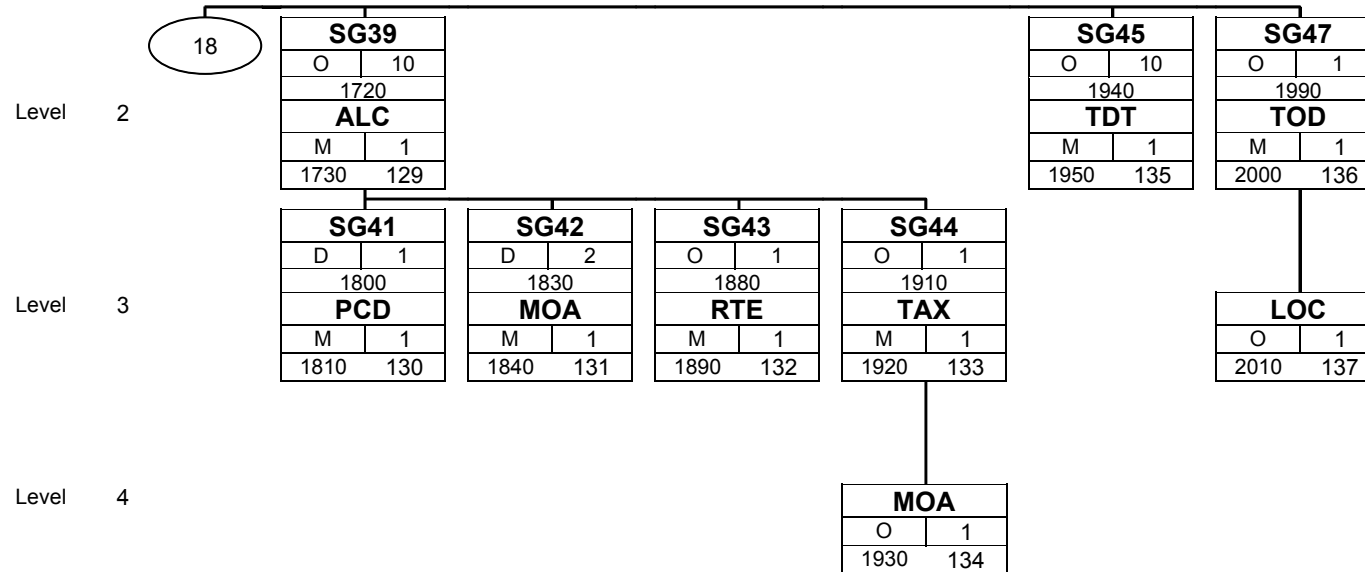 18
SG39 SG45 SG47
O 10 O 10 O 1
1720 1940 1990
Level 2 ALC TDT TOD
M 1 M 1 M 1
1730 129 1950 135 2000 136
SG41 SG42 SG43 SG44
D 1 D 2 O 1 O 1
1800 1830 1880 1910
Level 3 PCD MOA RTE TAX LOC
M 1 M 1 M 1 M 1 O 1
1810 130 1840 131 1890 132 1920 133 2010 137
Level 4 MOA
O 1
1930 134